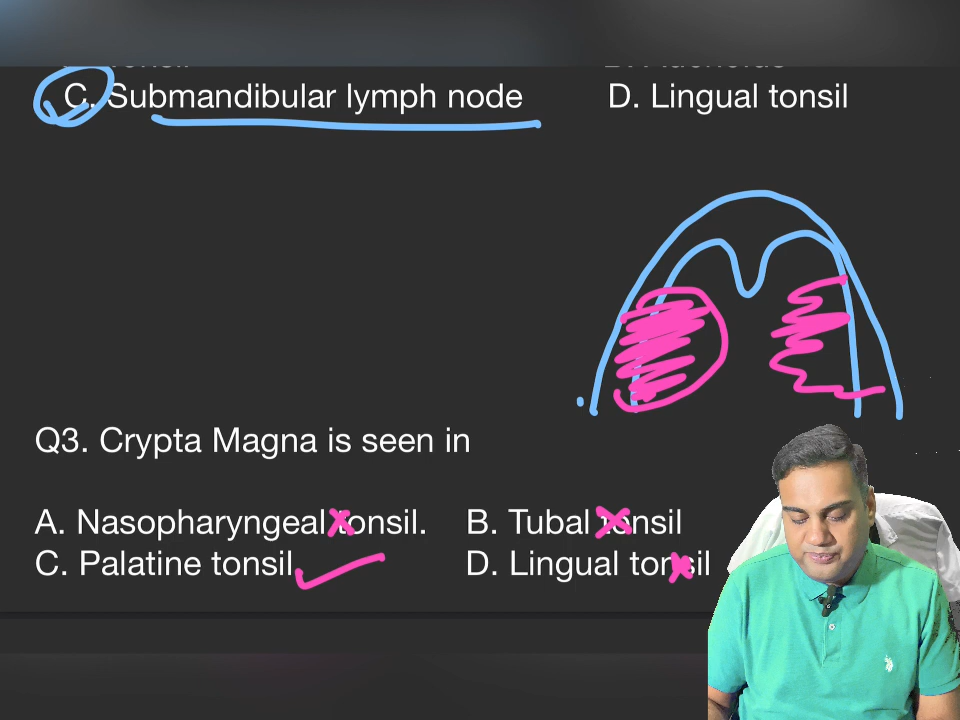 C. Submandibular lymph node D. Lingual tonsil
Q3. Crypta Magna is seen in
A. Nasopharyngeal tonsil. B. Tubal tonsil
C. Palatine tonsil D. Lingual tonsil